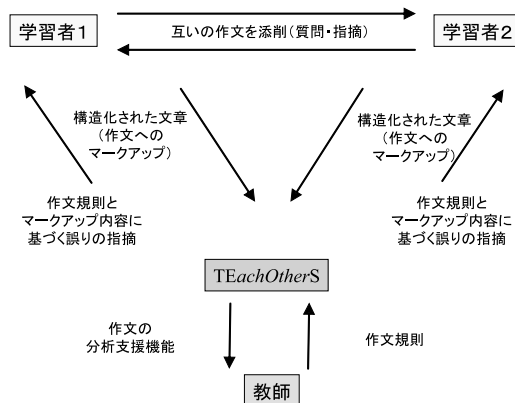 学習者1
互いの作文を添削(質問・指摘)
学習者2
構造化された文章
(作文への
マークアップ)
構造化された文章
(作文への
マークアップ)
作文規則と
マークアップ内容に
基づく誤りの指摘
作文規則と
マークアップ内容に
基づく誤りの指摘
TEachOtherS
作文の
分析支援機能
作文規則
教師